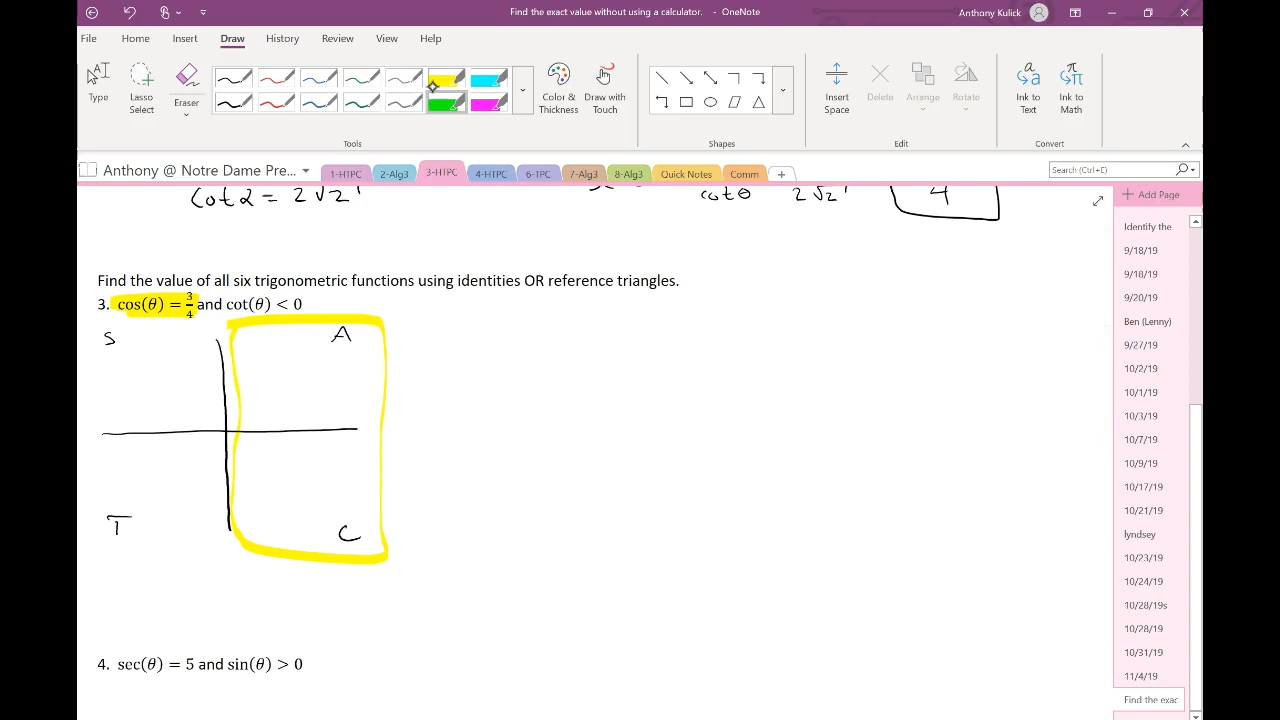 Find the exact value without using a calculator. - OneNote
Anthony Kulick
File Home Insert Draw History Review View Help
Type
Lasso Select
Eraser
Color & Thickness
Draw with Touch
Insert Space
Delete
Arrange
Rotate
Ink to Text
Ink to Math
Tools
Shapes
Edit
Convert
Anthony @ Notre Dame Pre...
1-HTPC 2-Alg3 3-HTPC 4-HTPC 6-TPC 7-Alg3 8-Alg3 Quick Notes Comm +
Search (Ctrl+E)
Add Page
Identify the
9/18/19
9/18/19
9/20/19
Ben (Lenny)
9/27/19
10/2/19
10/1/19
10/3/19
10/7/19
10/9/19
10/17/19
10/21/19
lyndsey
10/23/19
10/24/19
10/28/19s
10/28/19
10/31/19
11/4/19
Find the exac
cot α = 2√2
cot θ 2√2 4
Find the value of all six trigonometric functions using identities OR reference triangles.
3. cos(θ) = 3/4 and cot(θ) < 0
S A
T C
4. sec(θ) = 5 and sin(θ) > 0